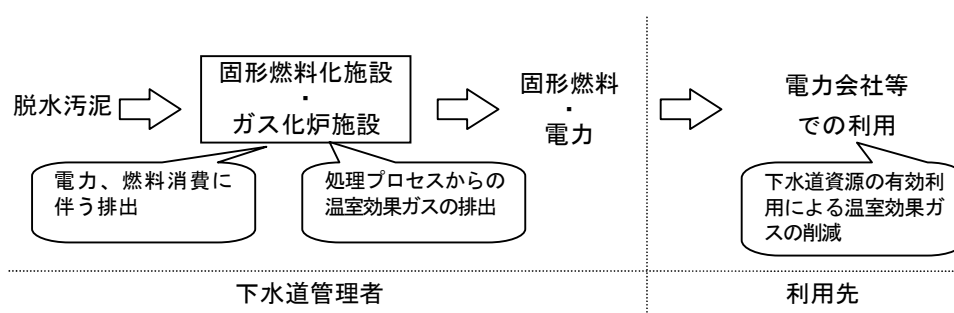 脱水汚泥
固形燃料化施設
・
ガス化炉施設
固形燃料
・
電力
電力会社等
での利用
電力、燃料消費に
伴う排出
処理プロセスからの
温室効果ガスの排出
下水道資源の有効利
用による温室効果ガ
スの削減
下水道管理者
利用先